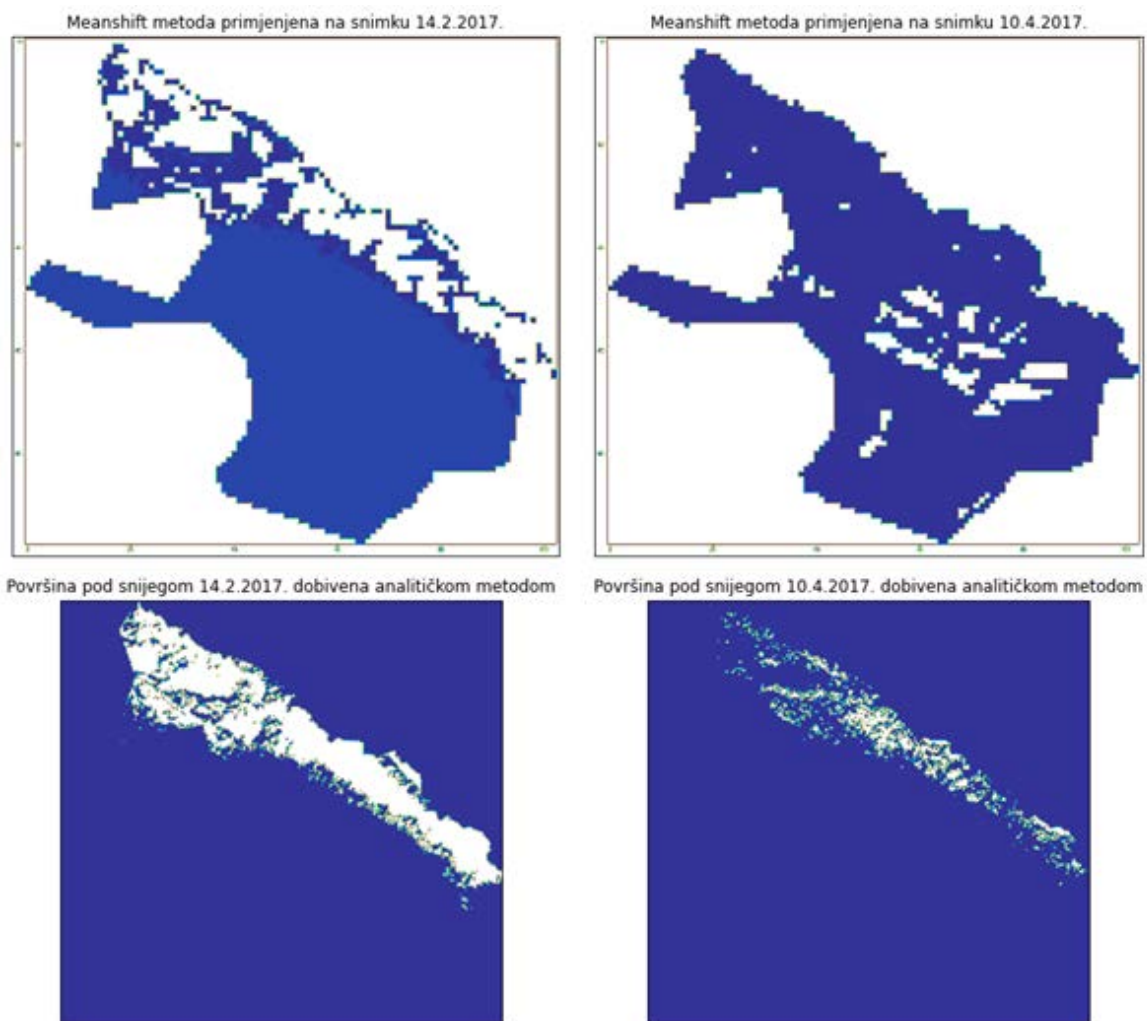 Meanshift metoda primjenjena na snimku 14.2.2017.
Meanshift metoda primjenjena na snimku 10.4.2017.
Površina pod snijegom 14.2.2017. dobivena analitičkom metodom
Površina pod snijegom 10.4.2017. dobivena analitičkom metodom